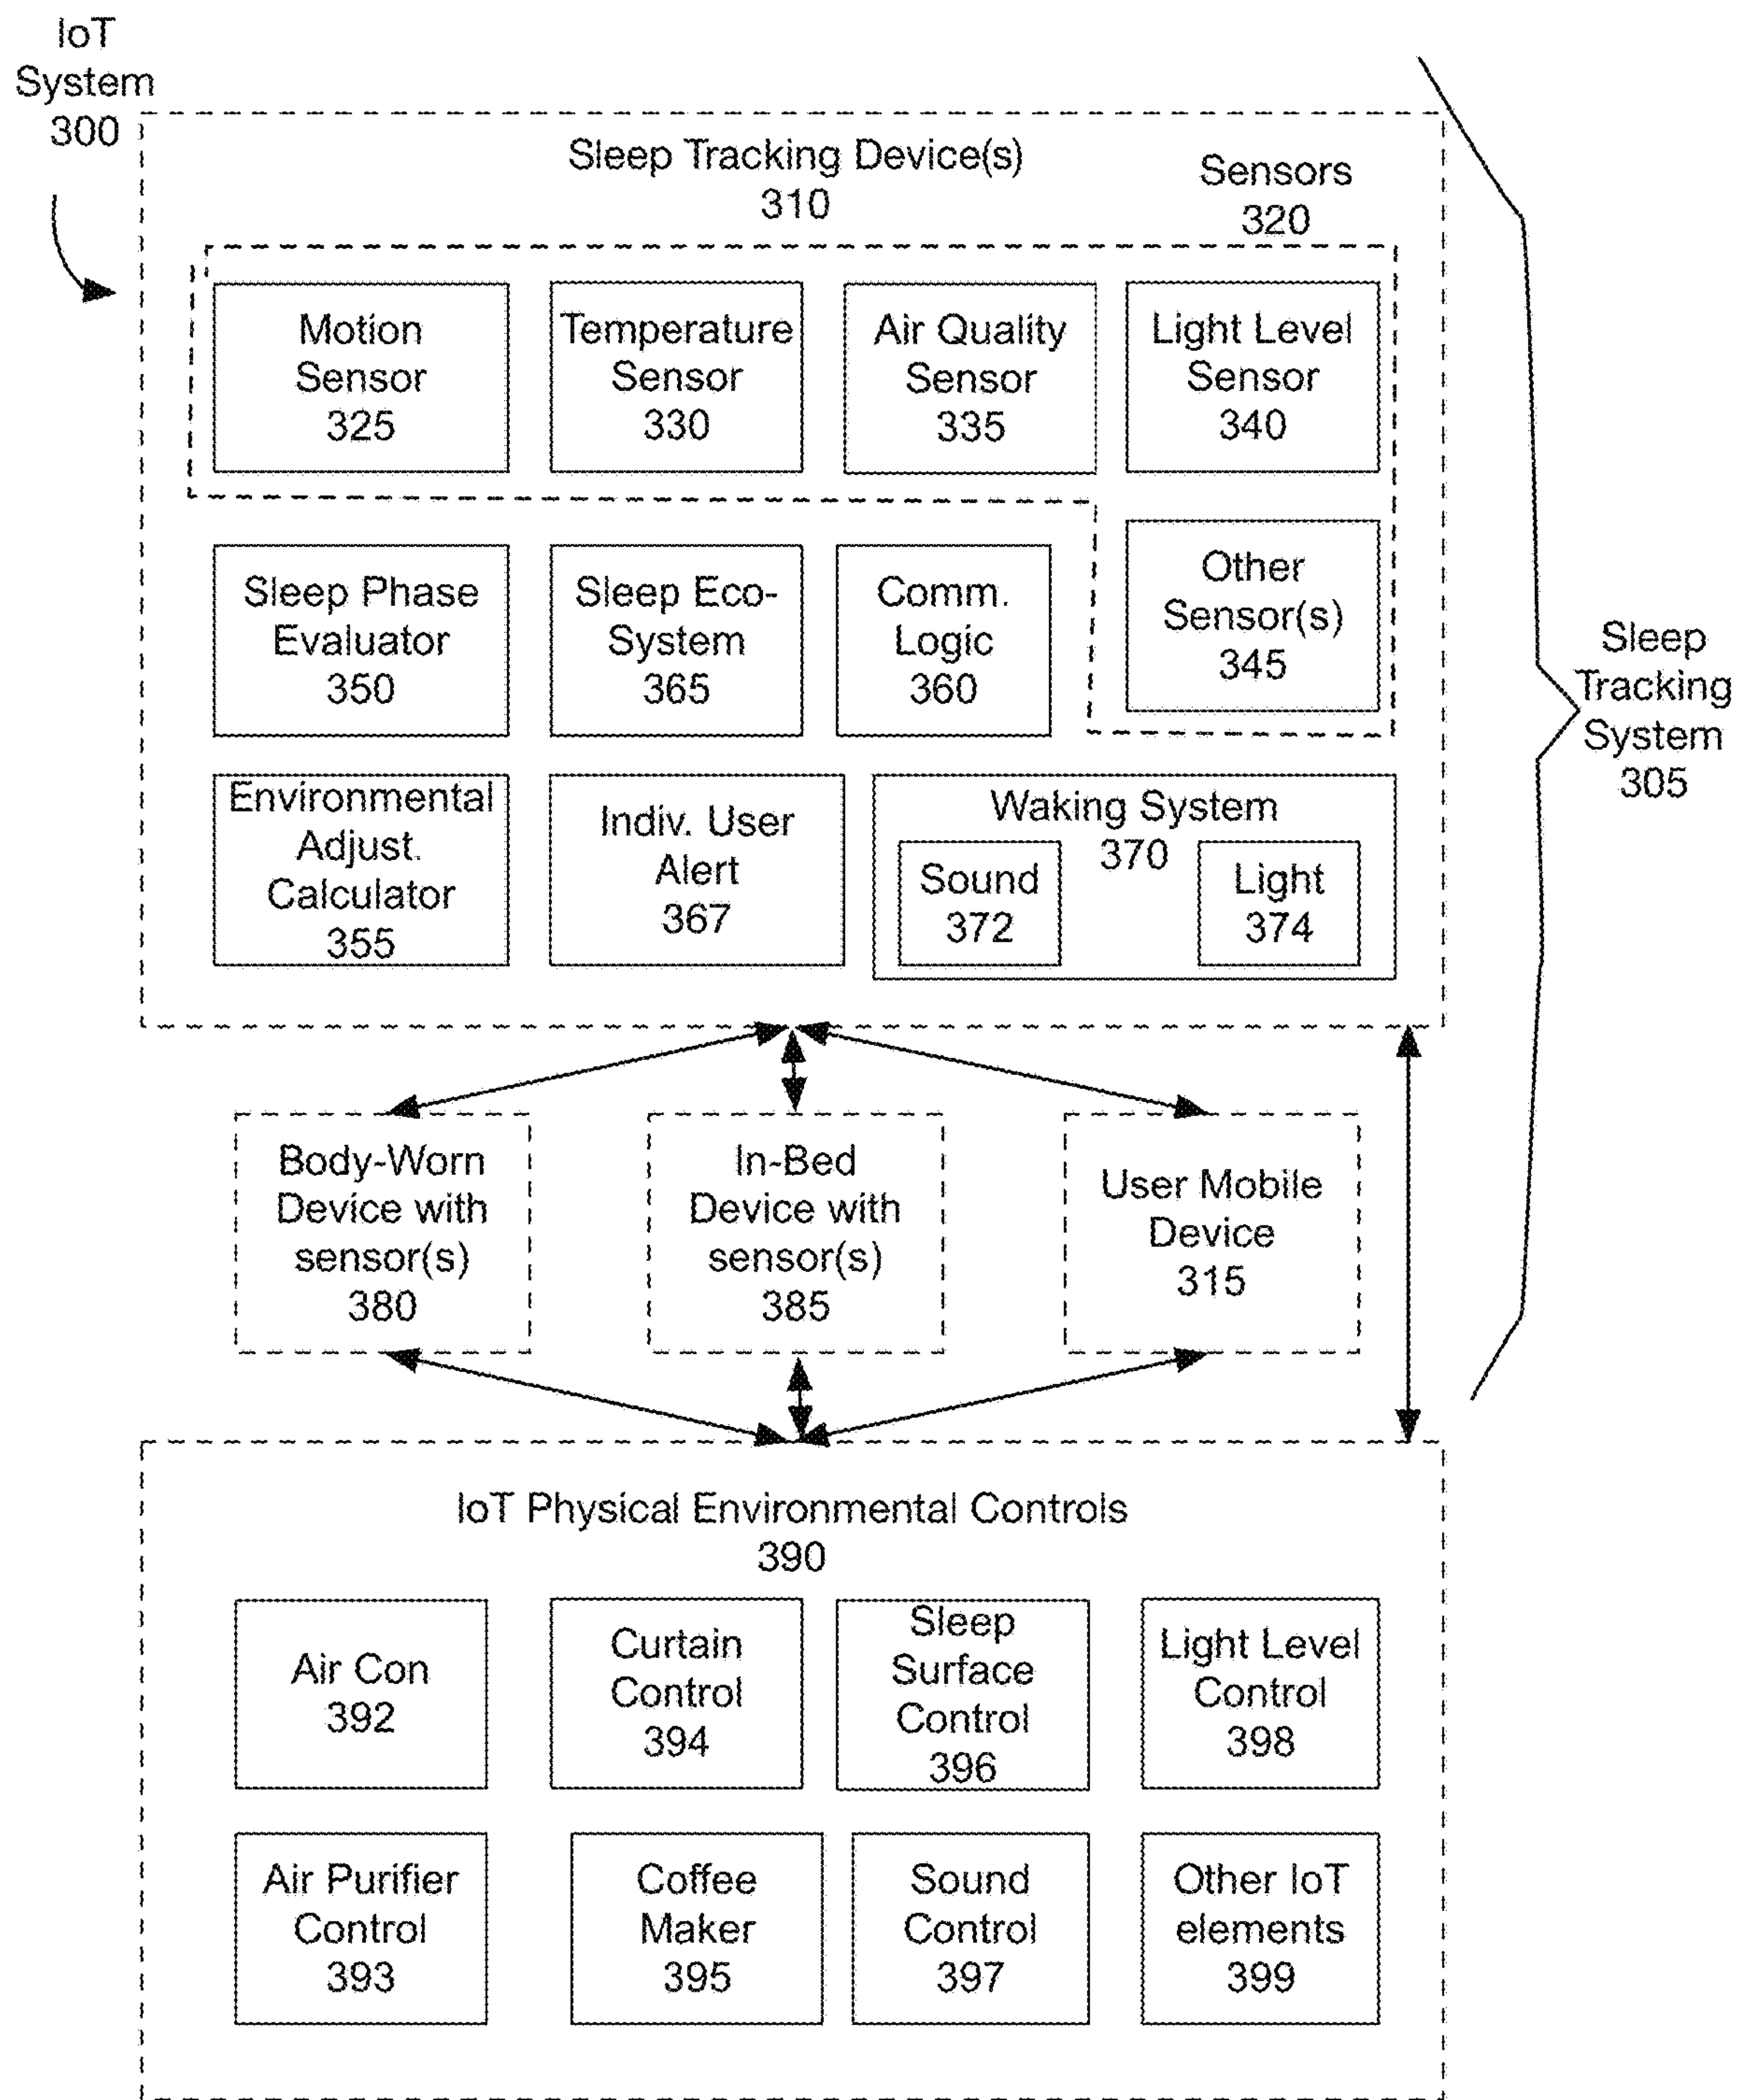 IoT
System
300
Sleep Tracking Device(s)
310
Sensors
320
Motion
Sensor
325
Temperature
Sensor
330
Air Quality
Sensor
335
Light Level
Sensor
340
Sleep Phase
Evaluator
350
Sleep Eco-
System
365
Comm.
Logic
360
Other
Sensor(s)
345
Sleep
Tracking
System
305
Environmental
Adjust.
Calculator
355
Indiv. User
Alert
367
Waking System
370
Sound
372
Light
374
Body-Worn
Device with
sensor(s)
380
In-Bed
Device with
sensor(s)
385
User Mobile
Device
315
IoT Physical Environmental Controls
390
Air Con
392
Curtain
Control
394
Sleep
Surface
Control
396
Light Level
Control
398
Air Purifier
Control
393
Coffee
Maker
395
Sound
Control
397
Other IoT
elements
399